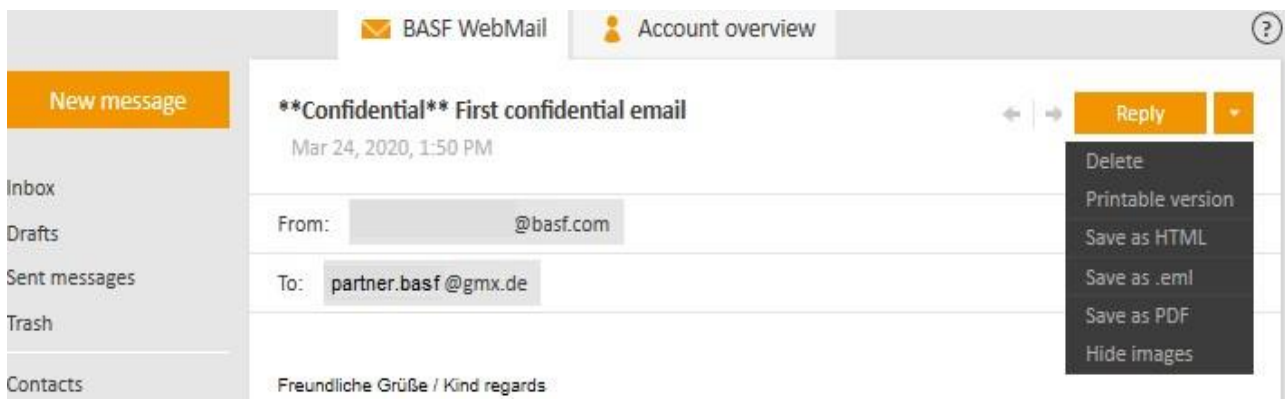 BASF WebMail Account overview ?
New message
**Confidential** First confidential email
Reply
Mar 24, 2020, 1:50 PM
Delete
Printable version
Save as HTML
Save as .eml
Save as PDF
Hide images
Inbox
Drafts
Sent messages
Trash
Contacts
From: @basf.com
To: partner.basf @gmx.de
Freundliche Grüße / Kind regards